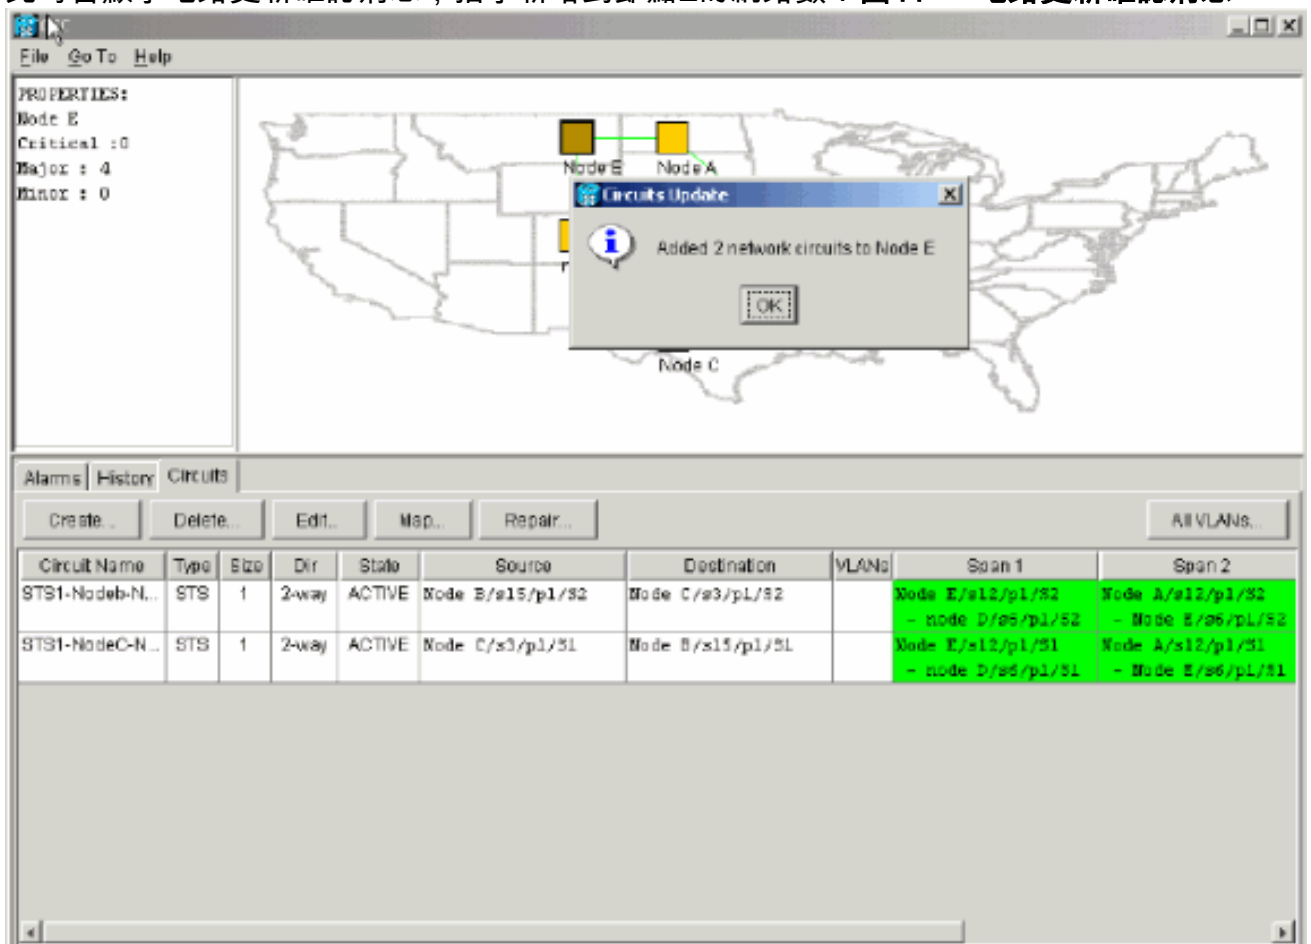 File Go To Help
PROPERTIES:
Node E
Critical :0
Major : 4
Minor : 0
Node E Node A
Circuits Update
Added 2 network circuits to Node E
OK
Node C
Alarms History Circuits
Create... Delete... Edit... Map... Repair... All VLANs...
Circuit Name Type Size Dir State Source Destination VLANs Span 1 Span 2
STS1-Nodeb-N... STS 1 2-way ACTIVE Node B/s15/p1/S2 Node C/s3/p1/S2 Node E/s12/p1/S2 Node A/s12/p1/S2
- node D/s6/p1/S2 - Node E/s6/p1/S2
STS1-NodeC-N... STS 1 2-way ACTIVE Node C/s3/p1/S1 Node B/s15/p1/S1 Node E/s12/p1/S1 Node A/s12/p1/S1
- node D/s6/p1/S1 - Node E/s6/p1/S1